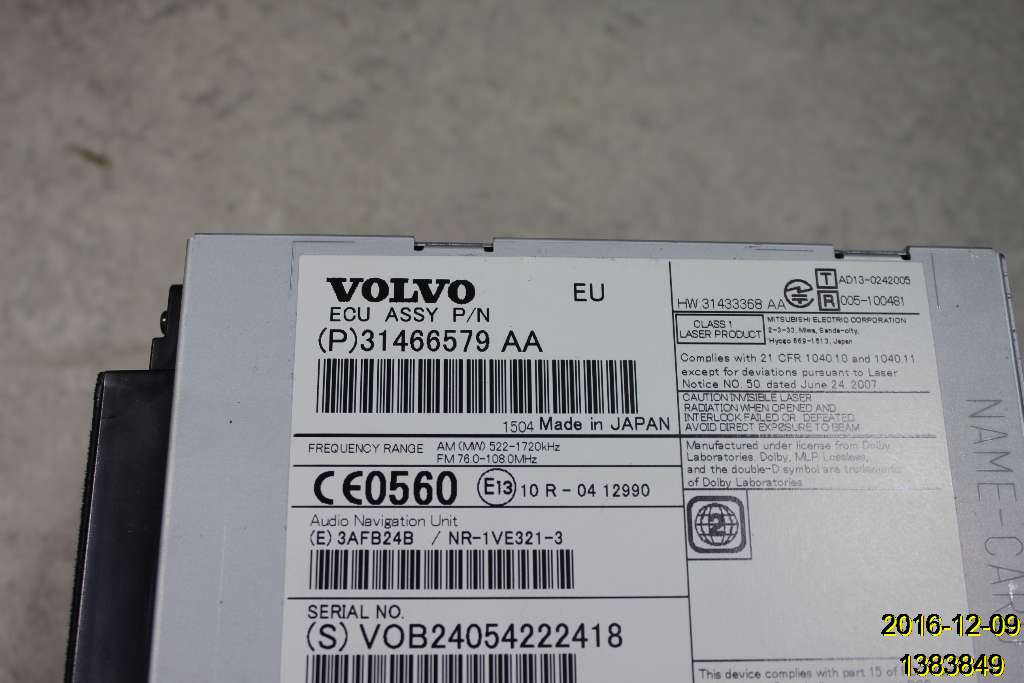 VOLVO
EU
ECU ASSY P/N
(P)31466579 AA
1504 Made in JAPAN
FREQUENCY RANGE
AM (MW) 522-1720kHz
FM 76.0-108.0MHz
CE0560
E13 10 R - 04 12990
Audio Navigation Unit
(E) 3AFB24B / NR-1VE321-3
SERIAL NO.
(S) VOB24054222418
HW 31433368 AA
T AD13-0242005
R 005-100481
CLASS 1
LASER PRODUCT
MITSUBISHI ELECTRIC CORPORATION
2-3-33, Miwa, Sanda-city,
Hyogo 669-1513, Japan
Complies with 21 CFR 1040.10 and 1040.11
except for deviations pursuant to Laser
Notice NO. 50, dated June 24, 2007
CAUTION INVISIBLE LASER
RADIATION WHEN OPENED AND
INTERLOCK FAILED OR DEFEATED
AVOID DIRECT EXPOSURE TO BEAM
Manufactured under license from Dolby
Laboratories. Dolby, MLP Lossless,
and the double-D symbol are trademarks
of Dolby Laboratories
2
This device complies with part 15 of
NAME-CAR
2016-12-09
1383849